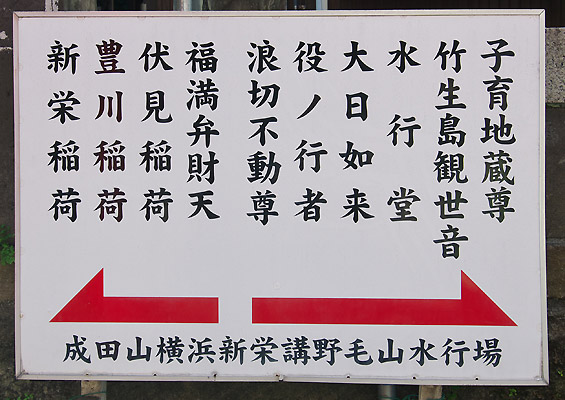 子育地蔵尊
竹生島観世音
水行堂
大日如来
役ノ行者
浪切不動尊
福満弁財天
伏見稲荷
豊川稲荷
新栄稲荷
成田山横浜新栄講野毛山水行場